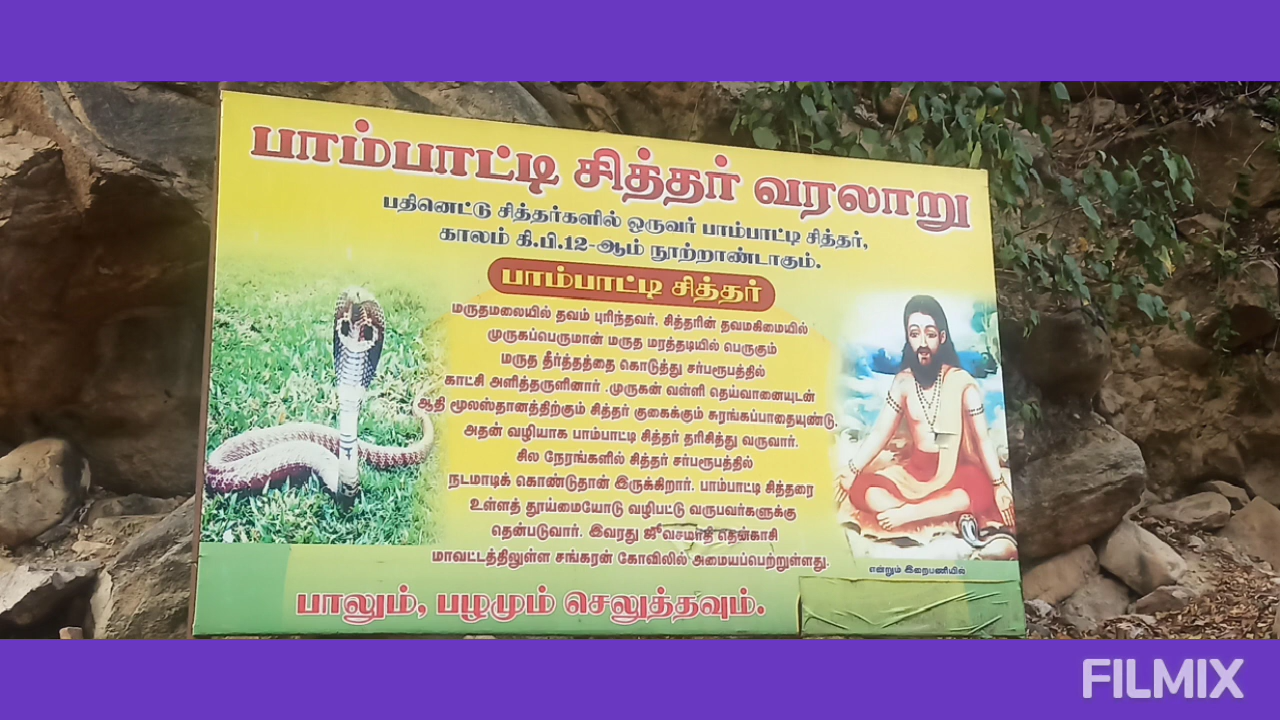 பாம்பாட்டி சித்தர் வரலாறு
பதினெட்டு சித்தர்களில் ஒருவர் பாம்பாட்டி சித்தர்,
காலம் கி.பி.12-ஆம் நூற்றாண்டாகும்.
பாம்பாட்டி சித்தர்
மருதமலையில் தவம் புரிந்தவர். சித்தரின் தவமகிமையில்
முருகப்பெருமான் மருத மரத்தடியில் பெருகும்
மருத தீர்த்தத்தை கொடுத்து சர்பரூபத்தில்
காட்சி அளித்தருளினார் .முருகன் வள்ளி தெய்வானையுடன்
ஆதி மூலஸ்தானத்திற்கும் சித்தர் குகைக்கும் சுரங்கப்பாதையுண்டு.
அதன் வழியாக பாம்பாட்டி சித்தர் தரிசித்து வருவார்.
சில நேரங்களில் சித்தர் சர்பரூபத்தில்
நடமாடிக் கொண்டுதான் இருக்கிறார். பாம்பாட்டி சித்தரை
உள்ளத் தூய்மையோடு வழிபட்டு வருபவர்களுக்கு
தென்படுவார். இவரது ஜீவசமாதி தென்காசி
மாவட்டத்திலுள்ள சங்கரன் கோவிலில் அமையப்பெற்றுள்ளது.
என்றும் இறைபணியில்
பாலும், பழமும் செலுத்தவும்.
FILMIX